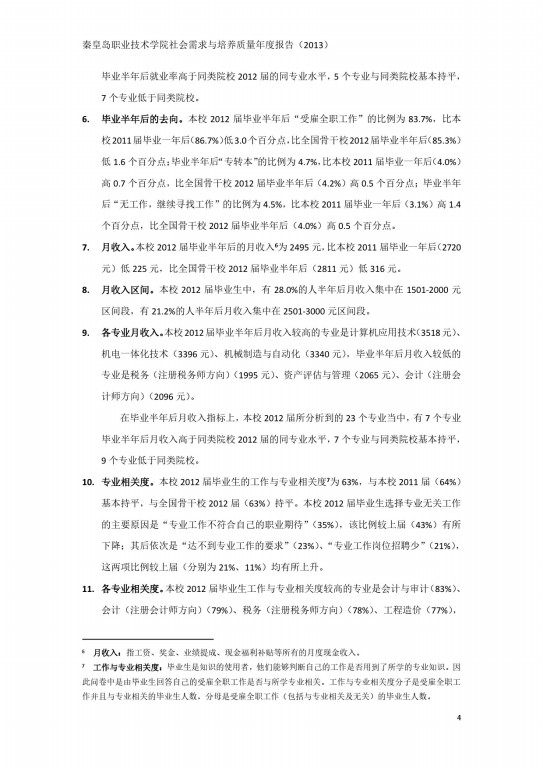 秦皇岛职业技术学院社会需求与培养质量年度报告（2013）
毕业半年后就业率高于同类院校 2012 届的同专业水平，5 个专业与同类院校基本持平，
7 个专业低于同类院校。
6. 毕业半年后的去向。本校 2012 届毕业半年后“受雇全职工作”的比例为 83.7%，比本
校 2011 届毕业一年后（86.7%）低 3.0 个百分点，比全国骨干校 2012 届毕业半年后（85.3%）
低 1.6 个百分点；毕业半年后“专转本”的比例为 4.7%，比本校 2011 届毕业一年后（4.0%）
高 0.7 个百分点，比全国骨干校 2012 届毕业半年后（4.2%）高 0.5 个百分点；毕业半年
后“无工作，继续寻找工作”的比例为 4.5%，比本校 2011 届毕业一年后（3.1%）高 1.4
个百分点，比全国骨干校 2012 届毕业半年后（4.0%）高 0.5 个百分点。
7. 月收入。本校 2012 届毕业半年后的月收入⁶为 2495 元，比本校 2011 届毕业一年后（2720
元）低 225 元，比全国骨干校 2012 届毕业半年后（2811 元）低 316 元。
8. 月收入区间。本校 2012 届毕业生中，有 28.0%的人半年后月收入集中在 1501-2000 元
区间段，有 21.2%的人半年后月收入集中在 2501-3000 元区间段。
9. 各专业月收入。本校 2012 届毕业半年后月收入较高的专业是计算机应用技术（3518 元）、
机电一体化技术（3396 元）、机械制造与自动化（3340 元），毕业半年后月收入较低的
专业是税务（注册税务师方向）（1995 元）、资产评估与管理（2065 元）、会计（注册会
计师方向）（2096 元）。
在毕业半年后月收入指标上，本校 2012 届所分析到的 23 个专业当中，有 7 个专业
毕业半年后月收入高于同类院校 2012 届的同专业水平，7 个专业与同类院校基本持平，
9 个专业低于同类院校。
10. 专业相关度。本校 2012 届毕业生的工作与专业相关度⁷为 63%，与本校 2011 届（64%）
基本持平，与全国骨干校 2012 届（63%）持平。本校 2012 届毕业生选择专业无关工作
的主要原因是“专业工作不符合自己的职业期待”（35%），该比例较上届（43%）有所
下降；其后依次是“达不到专业工作的要求”（23%）、“专业工作岗位招聘少”（21%），
这两项比例较上届（分别为 21%、11%）均有所上升。
11. 各专业相关度。本校 2012 届毕业生工作与专业相关度较高的专业是会计与审计（83%）、
会计（注册会计师方向）（79%）、税务（注册税务师方向）（78%）、工程造价（77%），
⁶ 月收入：指工资、奖金、业绩提成、现金福利补贴等所有的月度现金收入。
⁷ 工作与专业相关度：毕业生是知识的使用者，他们能够判断自己的工作是否用到了所学的专业知识。因
此问卷中是由毕业生回答自己的受雇全职工作是否与所学专业相关。工作与专业相关度分子是受雇全职工
作并且与专业相关的毕业生人数，分母是受雇全职工作（包括与专业相关及无关）的毕业生人数。
4